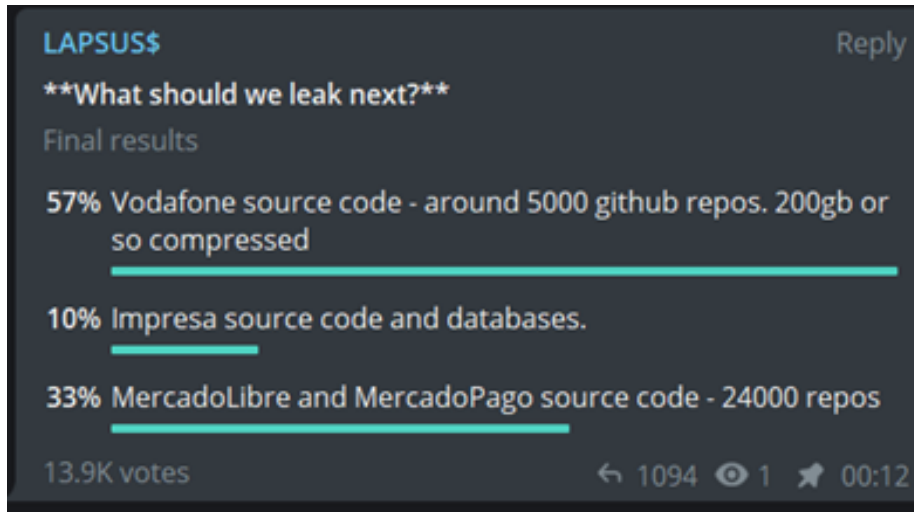 LAPSUS$ Reply
**What should we leak next?**
Final results
57% Vodafone source code - around 5000 github repos. 200gb or
so compressed
10% Impresa source code and databases.
33% MercadoLibre and MercadoPago source code - 24000 repos
13.9K votes 1094 1 00:12